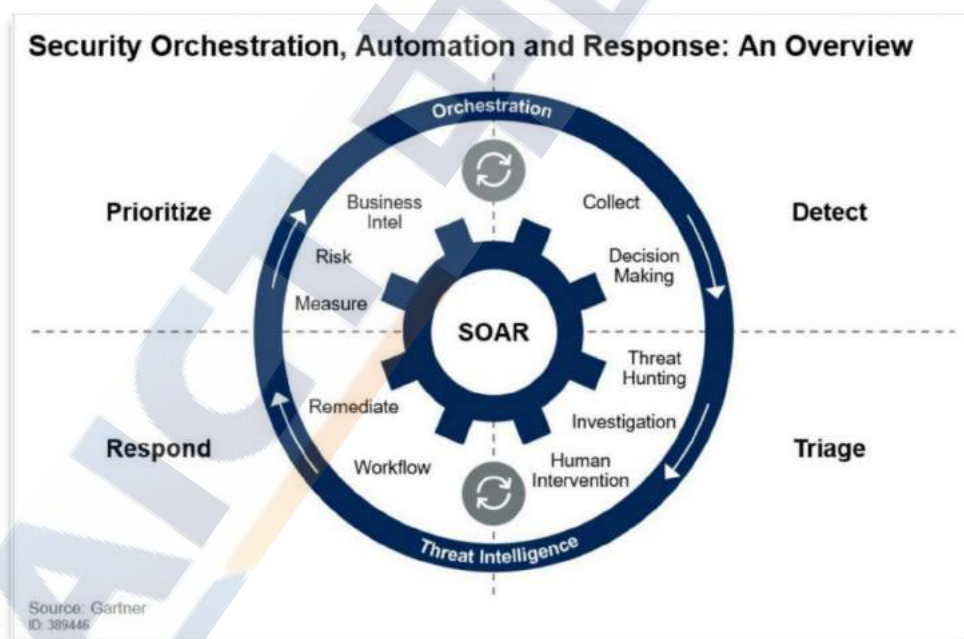 Security Orchestration, Automation and Response: An Overview
Orchestration
Prioritize
Business
Intel
Risk
Measure
Collect
Decision
Making
Detect
SOAR
Respond
Remediate
Workflow
Threat
Hunting
Investigation
Human
Intervention
Triage
Threat Intelligence
Source: Gartner
ID: 389446